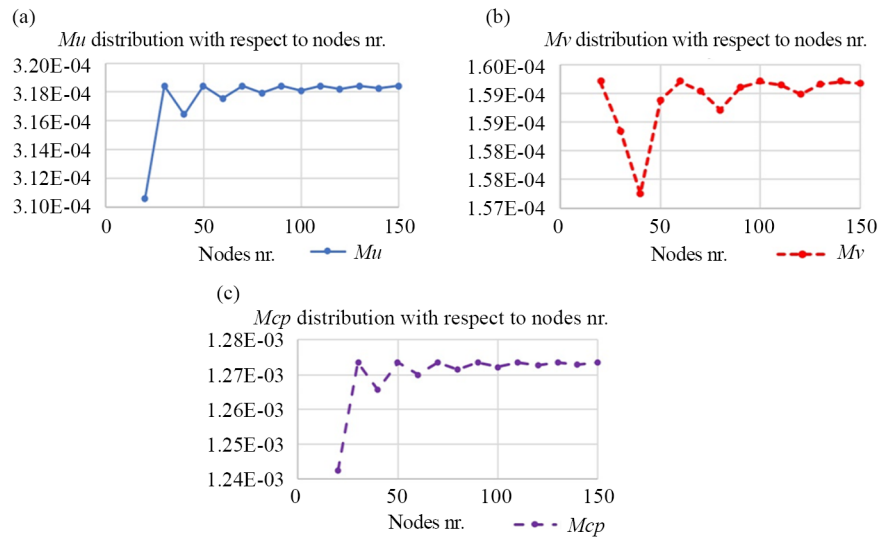 (a)
Mu distribution with respect to nodes nr.
3.20E-04
3.18E-04
3.16E-04
3.14E-04
3.12E-04
3.10E-04
0 50 100 150
Nodes nr.
Mu
(b)
Mv distribution with respect to nodes nr.
1.60E-04
1.59E-04
1.59E-04
1.58E-04
1.58E-04
1.57E-04
0 50 100 150
Nodes nr.
Mv
(c)
Mcp distribution with respect to nodes nr.
1.28E-03
1.27E-03
1.26E-03
1.25E-03
1.24E-03
0 50 100 150
Nodes nr.
Mcp